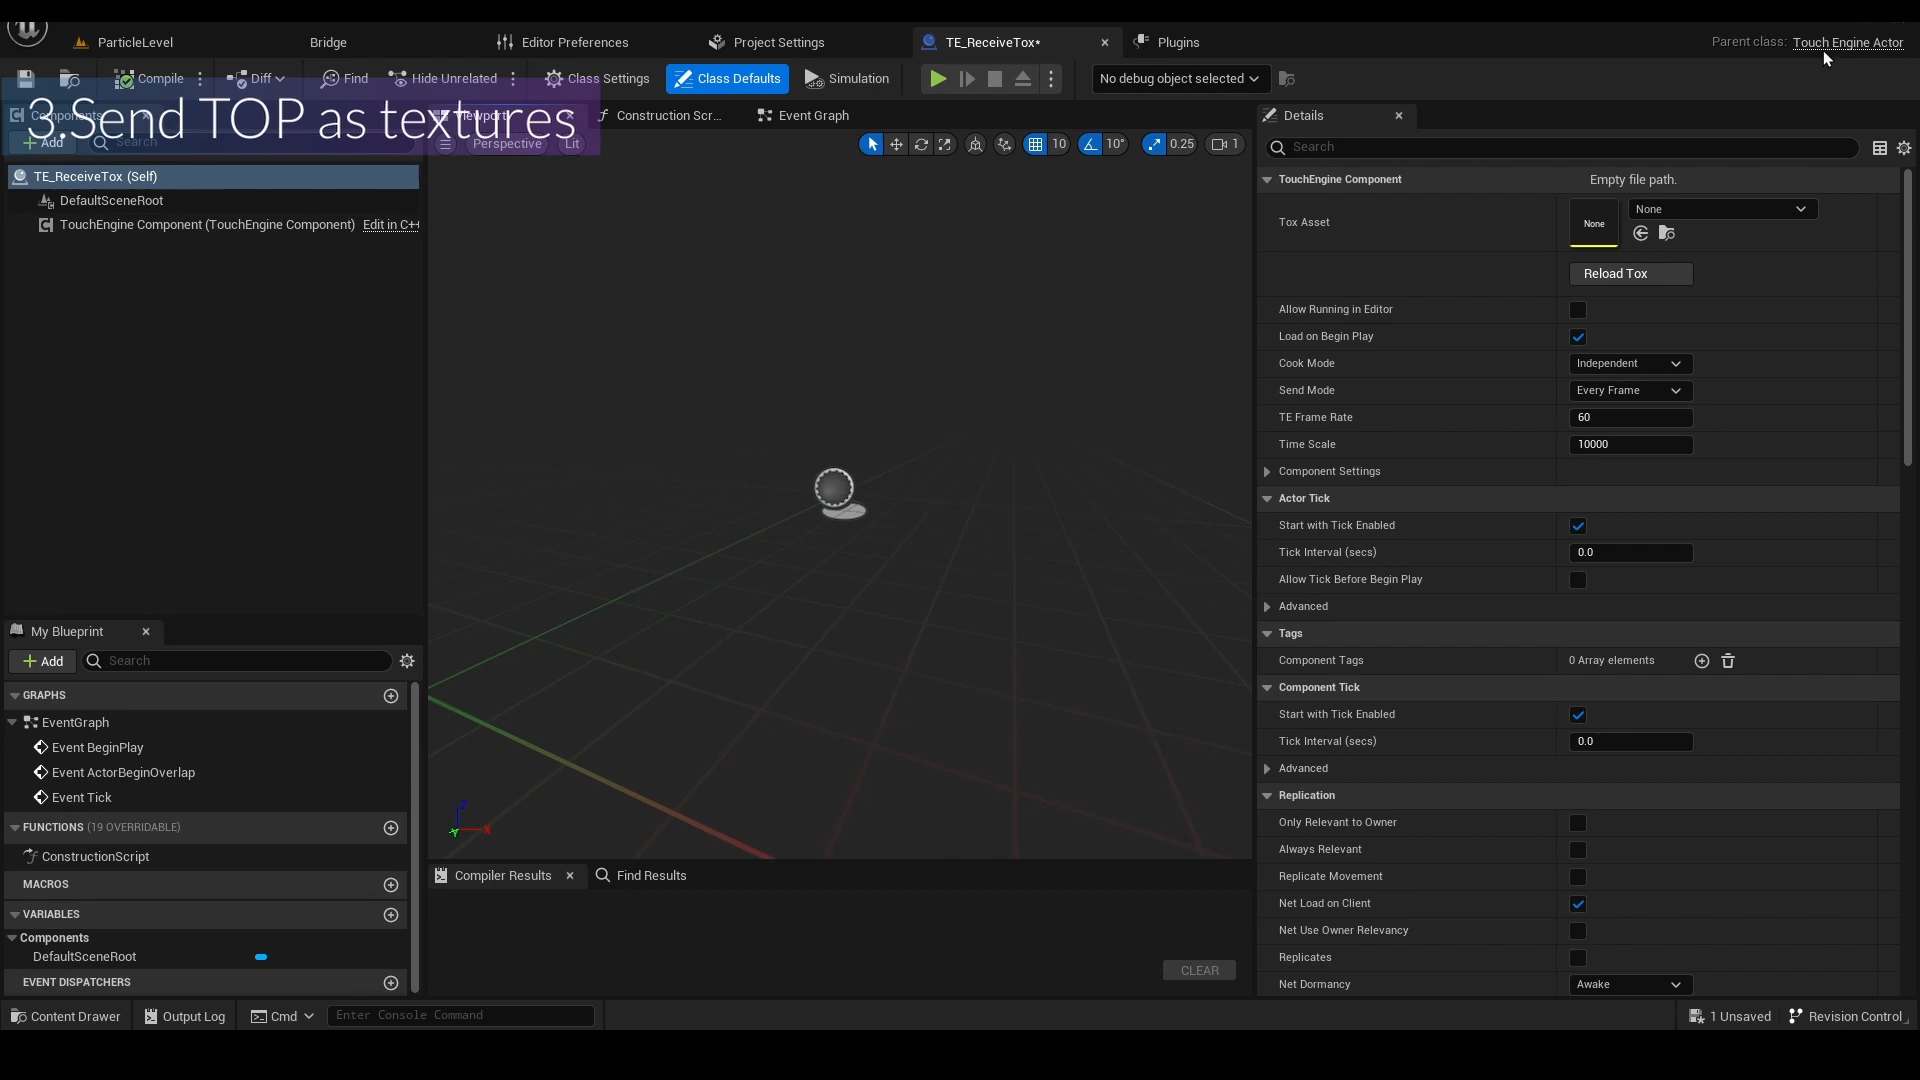 ParticleLevel
Bridge
Editor Preferences
Project Settings
TE_ReceiveTox*
Plugins
Parent class: Touch Engine Actor
Compile
Diff
Find
Hide Unrelated
Class Settings
Class Defaults
Simulation
No debug object selected
3.Send TOP as textures
Components
Viewport
Construction Scr...
Event Graph
Details
Add
Search
Perspective
Lit
10
10°
0.25
1
Search
TE_ReceiveTox (Self)
DefaultSceneRoot
TouchEngine Component (TouchEngine Component) Edit in C++
TouchEngine Component
Empty file path.
Tox Asset
None
None
Reload Tox
Allow Running in Editor
Load on Begin Play
Cook Mode
Independent
Send Mode
Every Frame
TE Frame Rate
60
Time Scale
10000
Component Settings
Actor Tick
Start with Tick Enabled
Tick Interval (secs)
0.0
Allow Tick Before Begin Play
Advanced
Tags
Component Tags
0 Array elements
Component Tick
Start with Tick Enabled
Tick Interval (secs)
0.0
Advanced
Replication
Only Relevant to Owner
Always Relevant
Replicate Movement
Net Load on Client
Net Use Owner Relevancy
Replicates
Net Dormancy
Awake
My Blueprint
Add
Search
GRAPHS
EventGraph
Event BeginPlay
Event ActorBeginOverlap
Event Tick
FUNCTIONS (19 OVERRIDABLE)
ConstructionScript
MACROS
VARIABLES
Components
DefaultSceneRoot
EVENT DISPATCHERS
Z
Y
X
Compiler Results
Find Results
CLEAR
Content Drawer
Output Log
Cmd
Enter Console Command
1 Unsaved
Revision Control